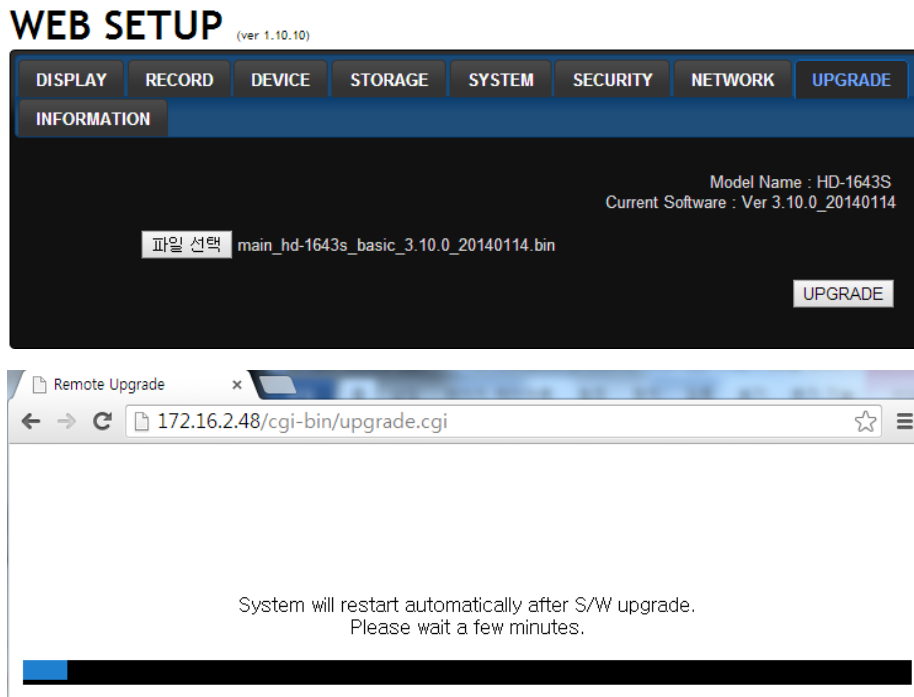 WEB SETUP (ver 1.10.10)
DISPLAY RECORD DEVICE STORAGE SYSTEM SECURITY NETWORK UPGRADE
INFORMATION
Model Name : HD-1643S
Current Software : Ver 3.10.0_20140114
파일 선택 main_hd-1643s_basic_3.10.0_20140114.bin
UPGRADE
Remote Upgrade
172.16.2.48/cgi-bin/upgrade.cgi
System will restart automatically after S/W upgrade.
Please wait a few minutes.